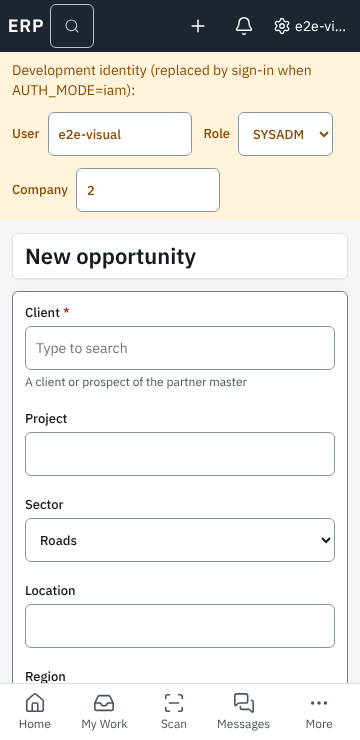 ERP
e2e-vi...
Development identity (replaced by sign-in when
AUTH_MODE=iam):
User e2e-visual Role SYSADM
Company 2
New opportunity
Client *
Type to search
A client or prospect of the partner master
Project
Sector
Roads
Location
Region
Home My Work Scan Messages More